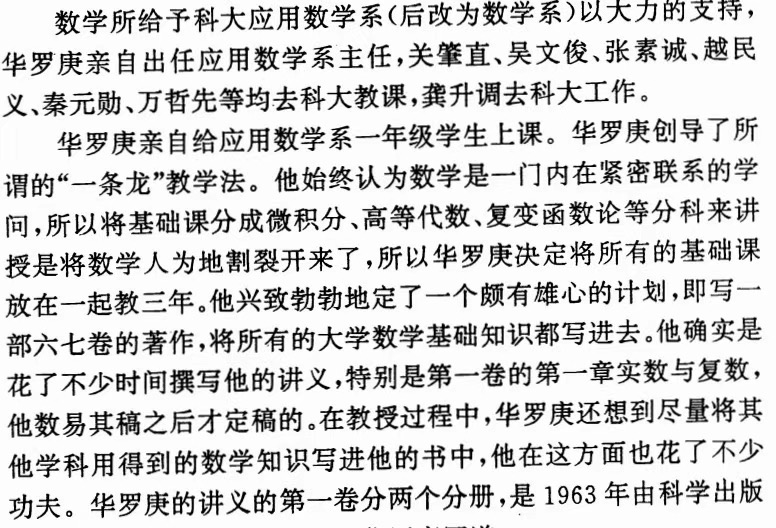 数学所给予科大应用数学系(后改为数学系)以大力的支持，
华罗庚亲自出任应用数学系主任，关肇直、吴文俊、张素诚、越民
义、秦元勋、万哲先等均去科大教课，龚升调去科大工作。
华罗庚亲自给应用数学系一年级学生上课。华罗庚创导了所
谓的“一条龙”教学法。他始终认为数学是一门内在紧密联系的学
问，所以将基础课分成微积分、高等代数、复变函数论等分科来讲
授是将数学人为地割裂开来了，所以华罗庚决定将所有的基础课
放在一起教三年。他兴致勃勃地定了一个颇有雄心的计划，即写一
部六七卷的著作，将所有的大学数学基础知识都写进去。他确实是
花了不少时间撰写他的讲义，特别是第一卷的第一章实数与复数，
他数易其稿之后才定稿的。在教授过程中，华罗庚还想到尽量将其
他学科用得到的数学知识写进他的书中，他在这方面也花了不少
功夫。华罗庚的讲义的第一卷分两个分册，是 1963 年由科学出版